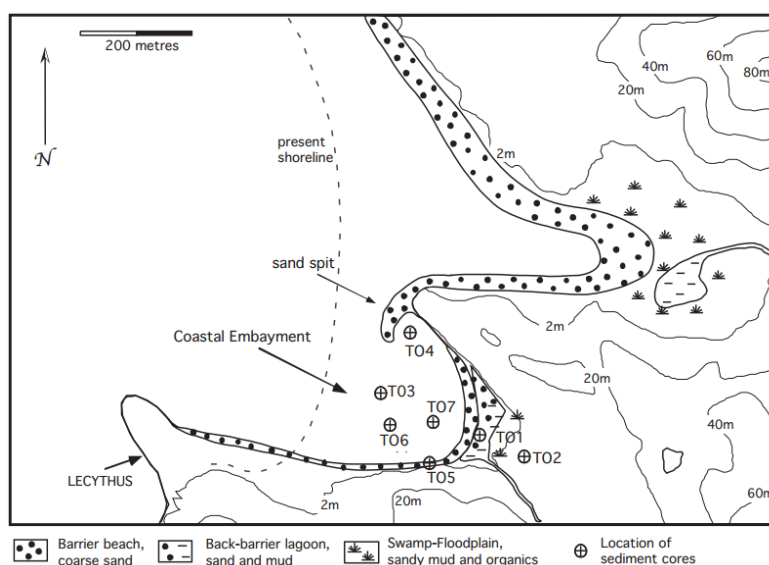 200 metres
40m
60m
80m
20m
N
present
shoreline
2m
sand spit
2m
Coastal Embayment
TO4
20m
TO3
TO7
TO6
TO1
40m
TO2
LECYTHUS
TO5
2m
20m
60m
Barrier beach,
coarse sand
Back-barrier lagoon,
sand and mud
Swamp-Floodplain,
sandy mud and organics
Location of
sediment cores